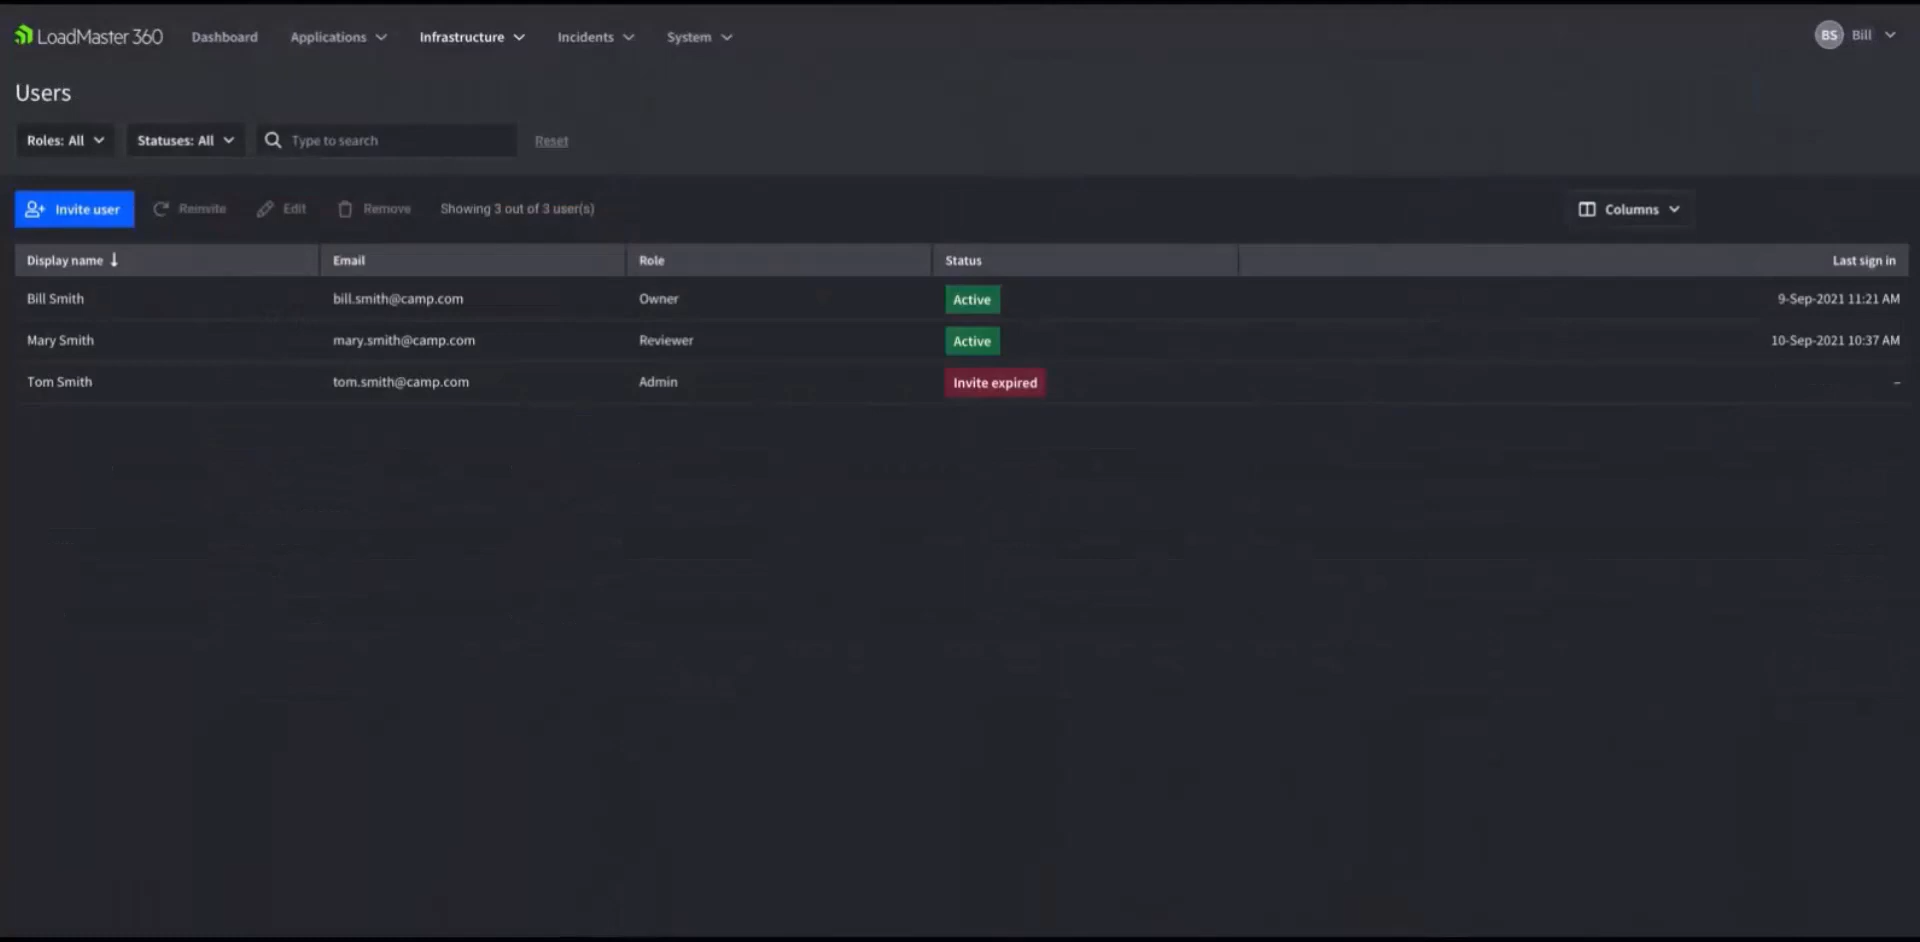 LoadMaster 360 Dashboard Applications Infrastructure Incidents System BS Bill
Users
Roles: All Statuses: All Type to search Reset
Invite user Reinvite Edit Remove Showing 3 out of 3 user(s) Columns
Display name Email Role Status Last sign in
Bill Smith bill.smith@camp.com Owner Active 9-Sep-2021 11:21 AM
Mary Smith mary.smith@camp.com Reviewer Active 10-Sep-2021 10:37 AM
Tom Smith tom.smith@camp.com Admin Invite expired –